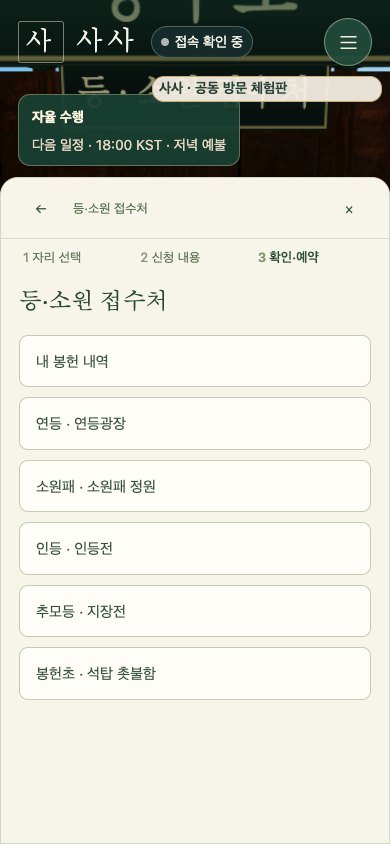 사 사사
접속 확인 중
사사 · 공동 방문 체험판
자율 수행
다음 일정 · 18:00 KST · 저녁 예불
← 등·소원 접수처 x
1 자리 선택 2 신청 내용 3 확인·예약
등·소원 접수처
내 봉헌 내역
연등 · 연등광장
소원패 · 소원패 정원
인등 · 인등전
추모등 · 지장전
봉헌초 · 석탑 촛불함